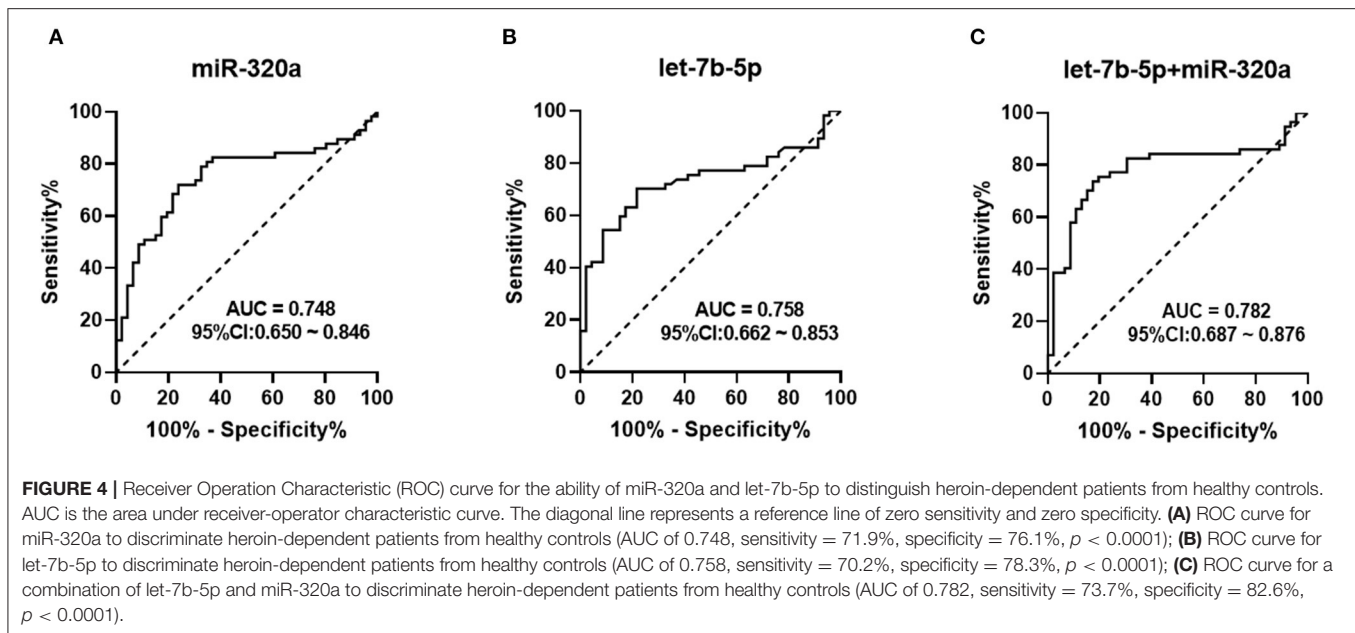 A
miR-320a
Sensitivity%
100
80
60
40
20
0
AUC = 0.748
95%CI:0.650 ~ 0.846
0 20 40 60 80 100
100% - Specificity%
B
let-7b-5p
Sensitivity%
100
80
60
40
20
0
AUC = 0.758
95%CI:0.662 ~ 0.853
0 20 40 60 80 100
100% - Specificity%
C
let-7b-5p+miR-320a
Sensitivity%
100
80
60
40
20
0
AUC = 0.782
95%CI:0.687 ~ 0.876
0 20 40 60 80 100
100% - Specificity%
FIGURE 4 | Receiver Operation Characteristic (ROC) curve for the ability of miR-320a and let-7b-5p to distinguish heroin-dependent patients from healthy controls.
AUC is the area under receiver-operator characteristic curve. The diagonal line represents a reference line of zero sensitivity and zero specificity. (A) ROC curve for
miR-320a to discriminate heroin-dependent patients from healthy controls (AUC of 0.748, sensitivity = 71.9%, specificity = 76.1%, p < 0.0001); (B) ROC curve for
let-7b-5p to discriminate heroin-dependent patients from healthy controls (AUC of 0.758, sensitivity = 70.2%, specificity = 78.3%, p < 0.0001); (C) ROC curve for a
combination of let-7b-5p and miR-320a to discriminate heroin-dependent patients from healthy controls (AUC of 0.782, sensitivity = 73.7%, specificity = 82.6%,
p < 0.0001).